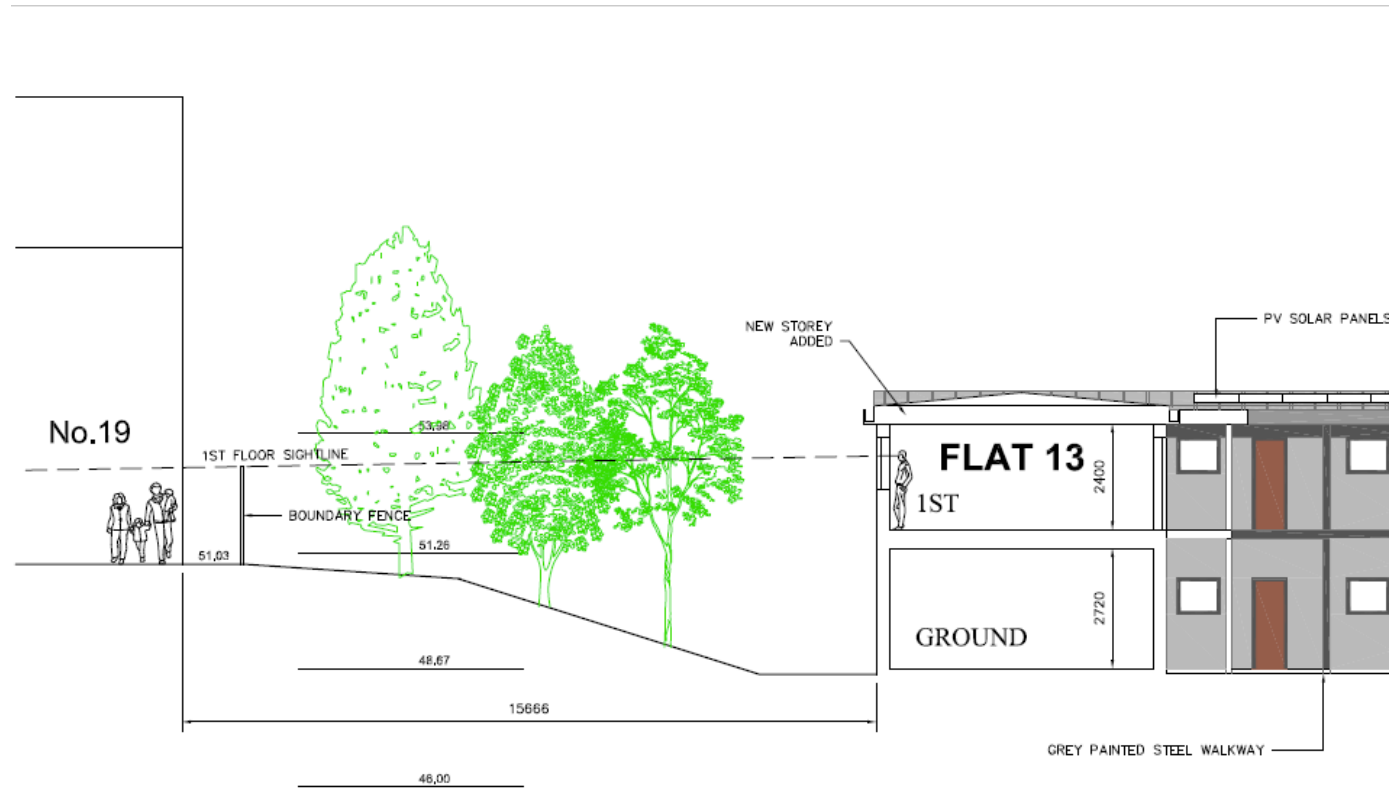 PV SOLAR PANELS
NEW STOREY
ADDED
No.19
53.98
1ST FLOOR SIGHTLINE
FLAT 13
2400
1ST
BOUNDARY FENCE
51.03
51.26
2720
GROUND
48.67
15666
GREY PAINTED STEEL WALKWAY
46.00